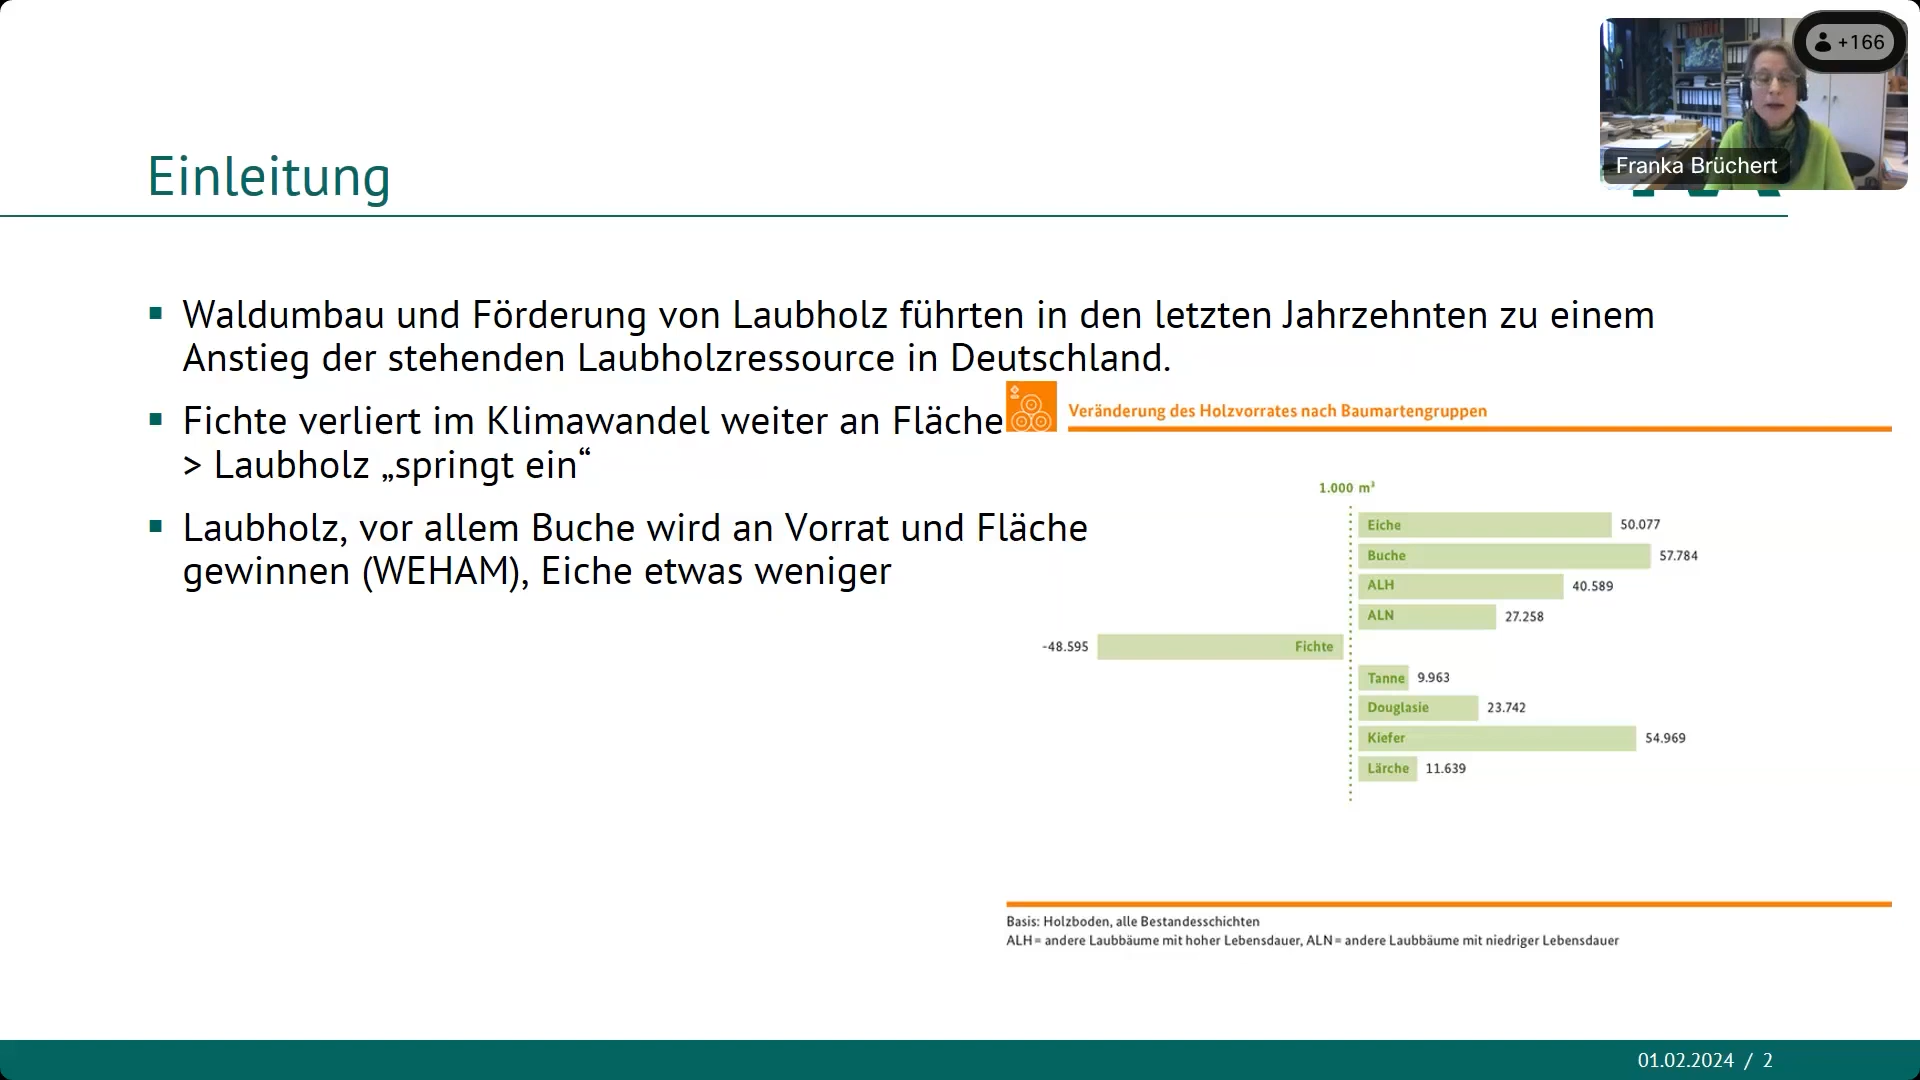 +166
Franka Brüchert
Einleitung
▪ Waldumbau und Förderung von Laubholz führten in den letzten Jahrzehnten zu einem
Anstieg der stehenden Laubholzressource in Deutschland.
▪ Fichte verliert im Klimawandel weiter an Fläche
> Laubholz „springt ein“
▪ Laubholz, vor allem Buche wird an Vorrat und Fläche
gewinnen (WEHAM), Eiche etwas weniger
Veränderung des Holzvorrates nach Baumartengruppen
1.000 m³
Eiche 50.077
Buche 57.784
ALH 40.589
ALN 27.258
-48.595 Fichte
Tanne 9.963
Douglasie 23.742
Kiefer 54.969
Lärche 11.639
Basis: Holzboden, alle Bestandesschichten
ALH = andere Laubbäume mit hoher Lebensdauer, ALN = andere Laubbäume mit niedriger Lebensdauer
01.02.2024 / 2